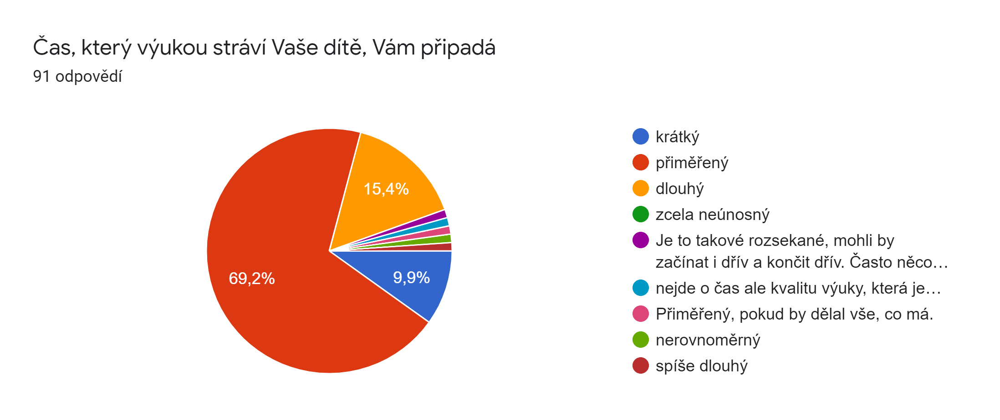 Čas, který výukou stráví Vaše dítě, Vám připadá
91 odpovědí
15,4%
69,2%
9,9%
krátký
přiměřený
dlouhý
zcela neúnosný
Je to takové rozsekané, mohli by
začínat i dřív a končit dřív. Často něco…
nejde o čas ale kvalitu výuky, která je…
Přiměřený, pokud by dělal vše, co má.
nerovnoměrný
spíše dlouhý